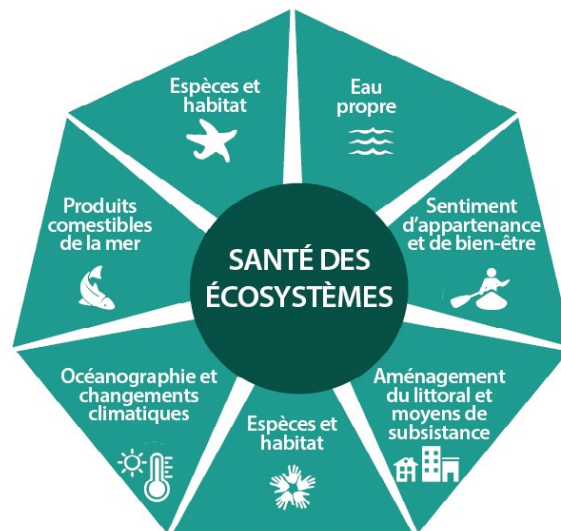 Espèces et
habitat
Eau
propre
Produits
comestibles
de la mer
Sentiment
d'appartenance
et de bien-être
SANTÉ DES
ÉCOSYSTÈMES
Océanographie et
changements
climatiques
Espèces et
habitat
Aménagement
du littoral et
moyens de
subsistance